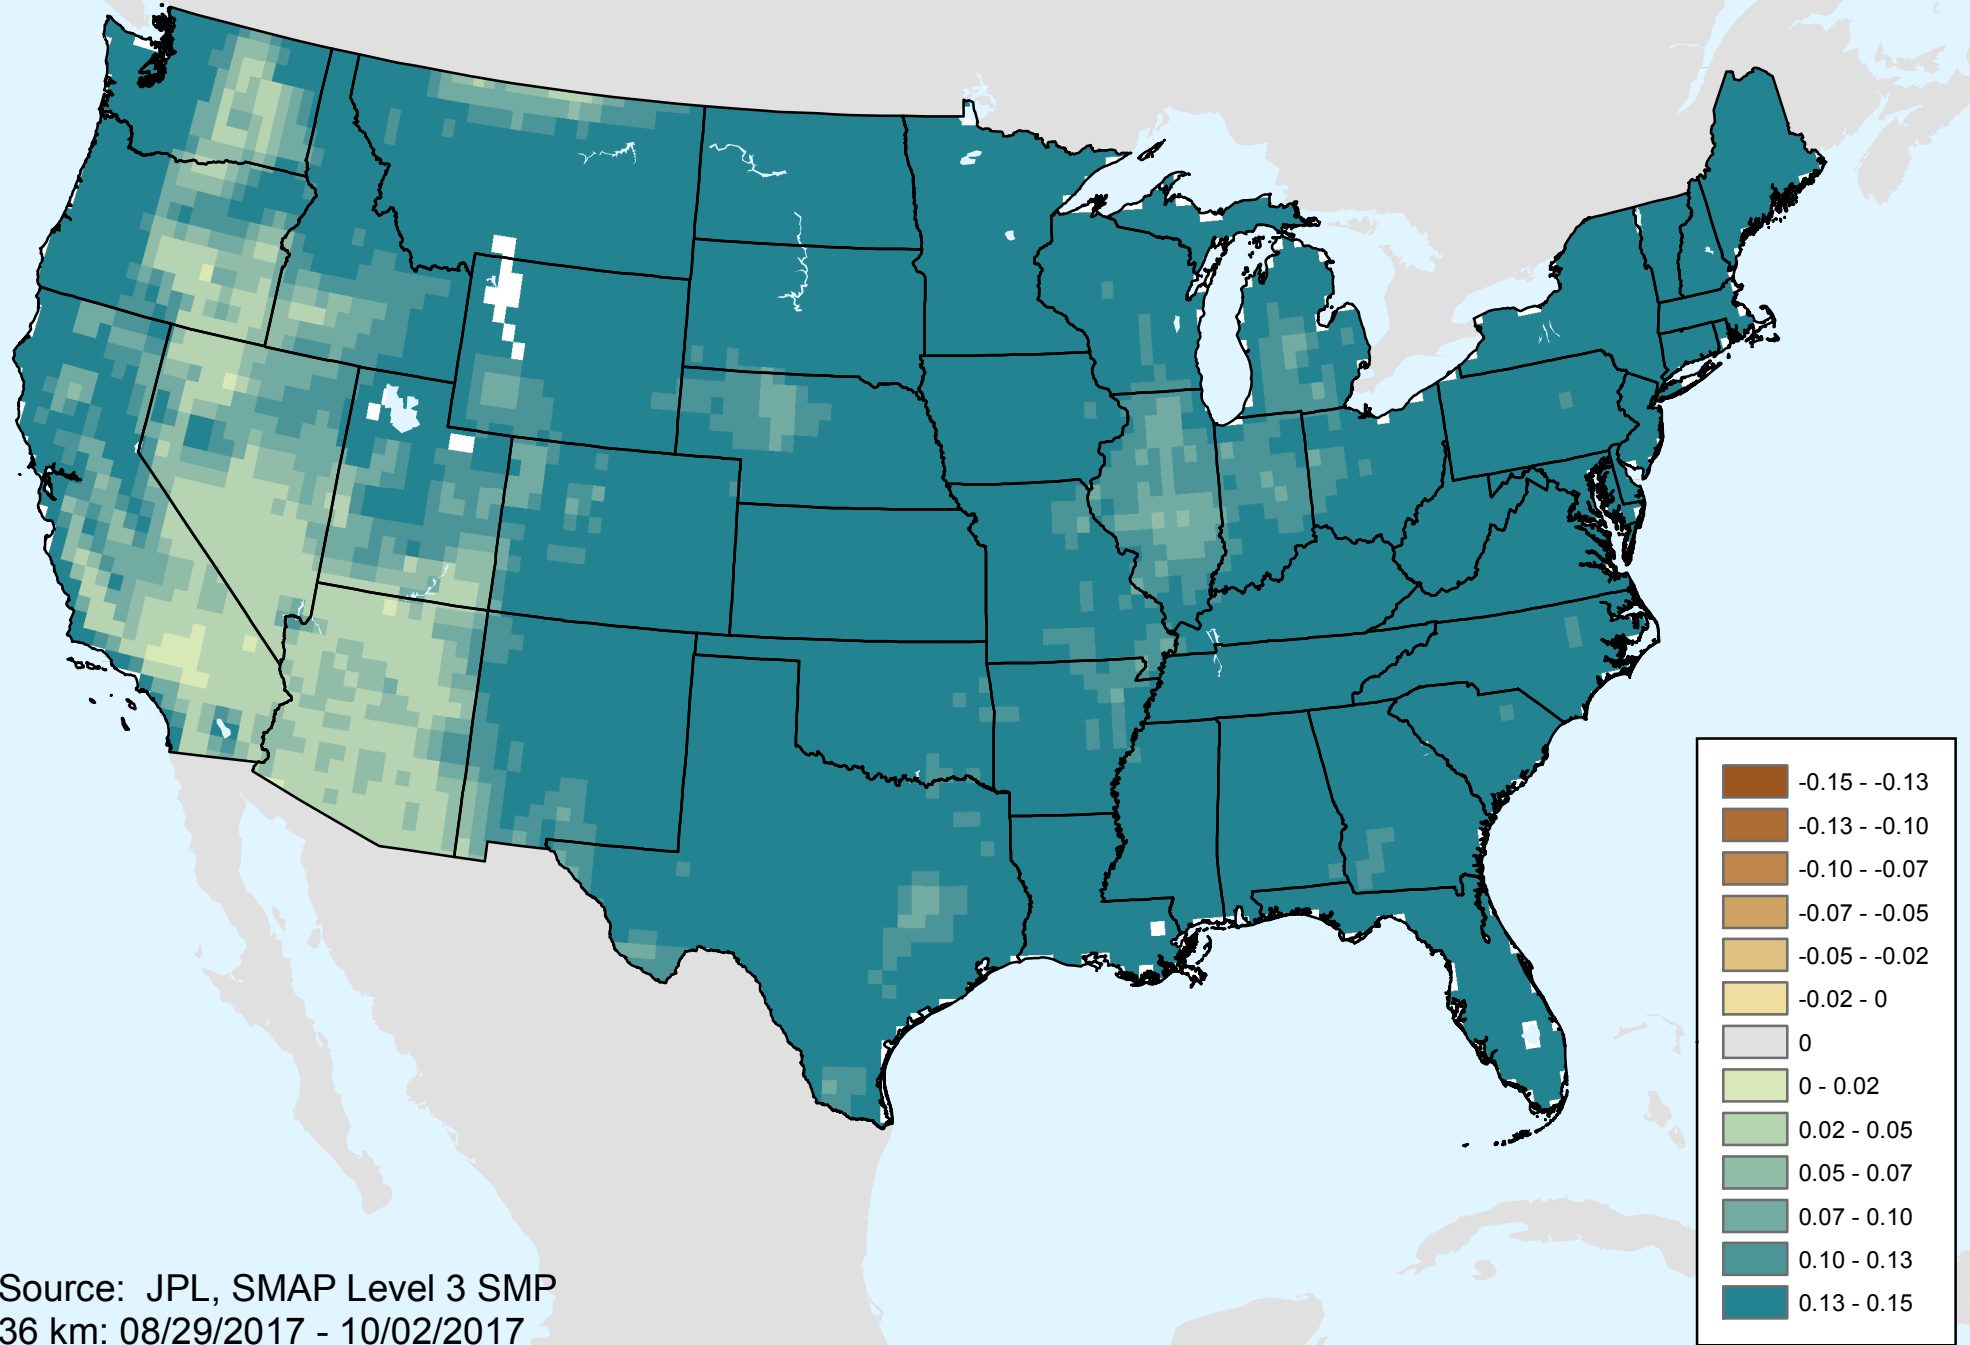 -0.15 - -0.13
-0.13 - -0.10
-0.10 - -0.07
-0.07 - -0.05
-0.05 - -0.02
-0.02 - 0
0
0 - 0.02
0.02 - 0.05
0.05 - 0.07
0.07 - 0.10
0.10 - 0.13
0.13 - 0.15
Source: JPL, SMAP Level 3 SMP
36 km: 08/29/2017 - 10/02/2017